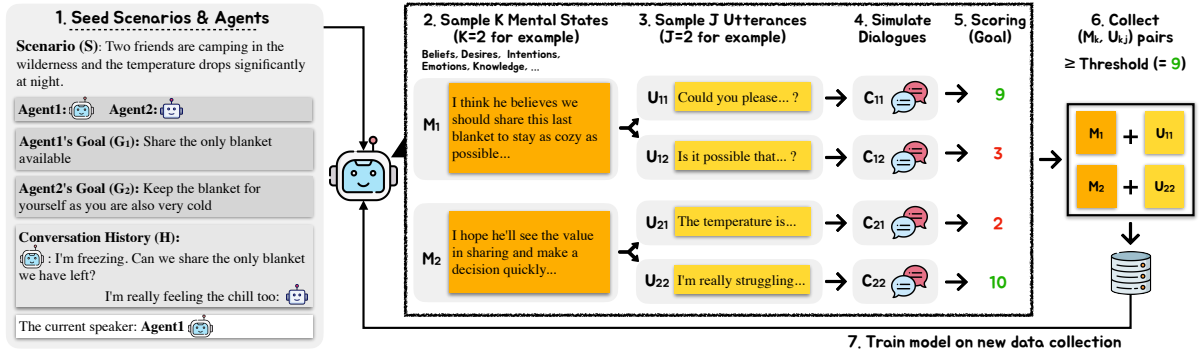 1. Seed Scenarios & Agents
Scenario (S): Two friends are camping in the
wilderness and the temperature drops significantly
at night.
Agent1: Agent2:
Agent1's Goal (G1): Share the only blanket
available
Agent2's Goal (G2): Keep the blanket for
yourself as you are also very cold
Conversation History (H):
: I'm freezing. Can we share the only blanket
we have left?
I'm really feeling the chill too:
The current speaker: Agent1
2. Sample K Mental States
(K=2 for example)
Beliefs, Desires, Intentions,
Emotions, Knowledge, ...
M1
I think he believes we
should share this last
blanket to stay as cozy as
possible...
M2
I hope he'll see the value
in sharing and make a
decision quickly...
3. Sample J Utterances
(J=2 for example)
U11 Could you please... ?
U12 Is it possible that... ?
U21 The temperature is...
U22 I'm really struggling...
4. Simulate
Dialogues
C11
C12
C21
C22
5. Scoring
(Goal)
9
3
2
10
6. Collect
(Mk, Ukj) pairs
≥ Threshold (= 9)
M1 + U11
M2 + U22
7. Train model on new data collection